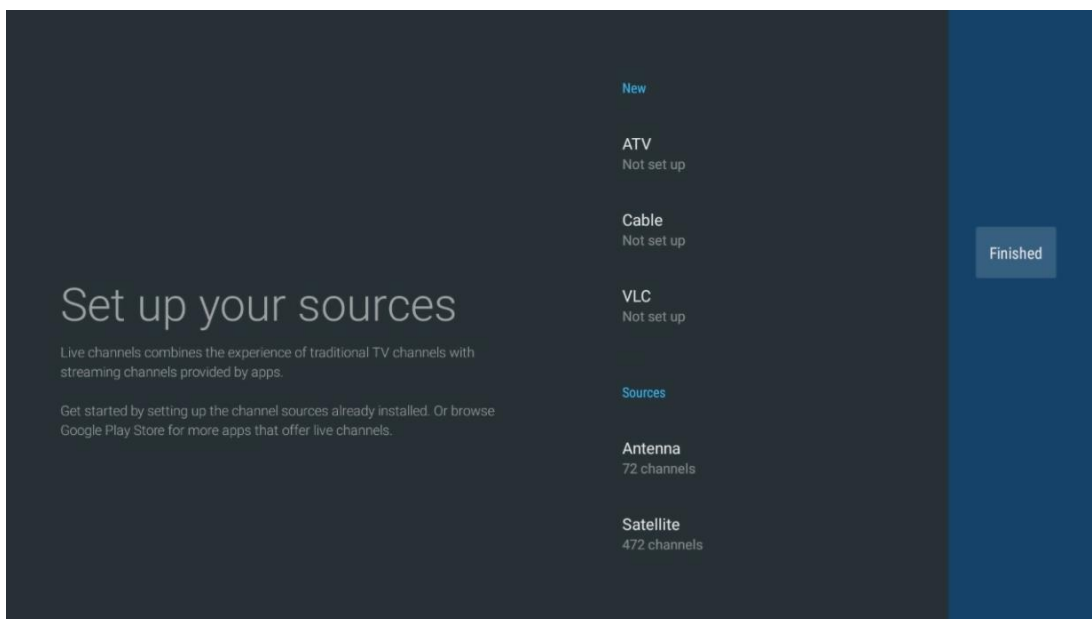 Set up your sources
Live channels combines the experience of traditional TV channels with
streaming channels provided by apps.
Get started by setting up the channel sources already installed. Or browse
Google Play Store for more apps that offer live channels.
New
ATV
Not set up
Cable
Not set up
VLC
Not set up
Sources
Antenna
72 channels
Satellite
472 channels
Finished